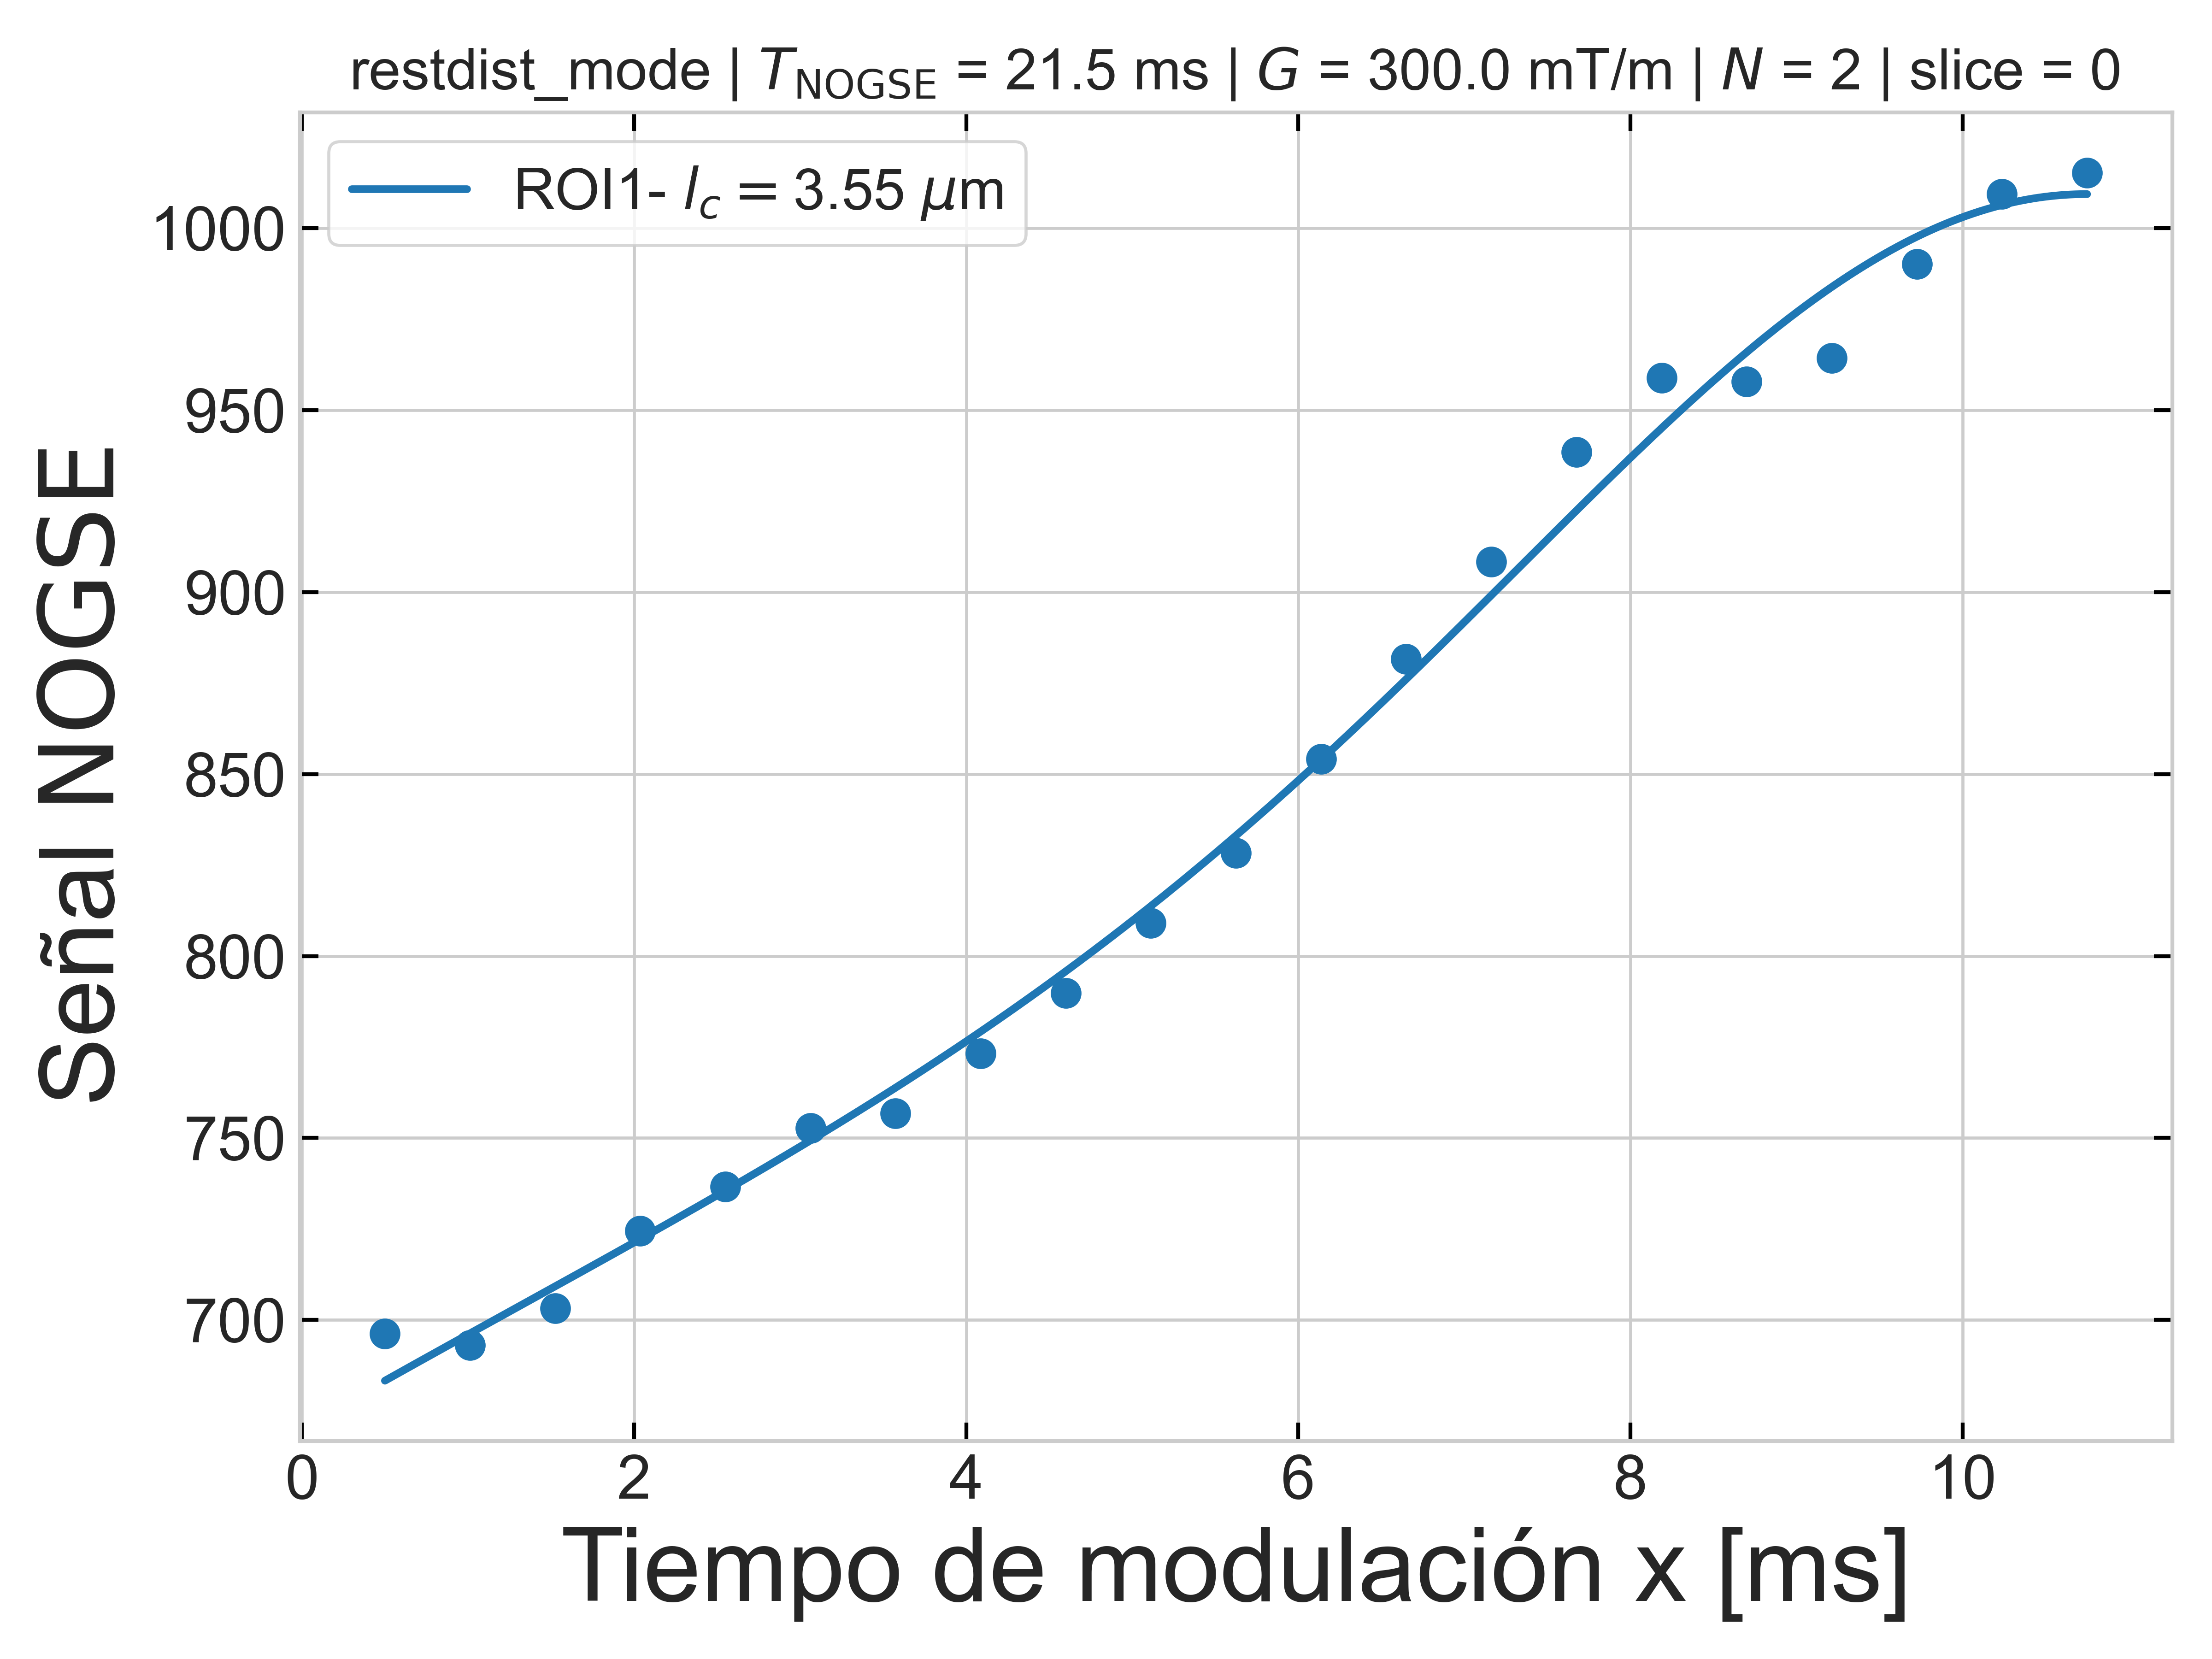 restdist_mode | T_NOGSE = 21.5 ms | G = 300.0 mT/m | N = 2 | slice = 0
ROI1- l_c = 3.55 μm
1000
950
900
850
800
750
700
Señal NOGSE
0 2 4 6 8 10
Tiempo de modulación x [ms]